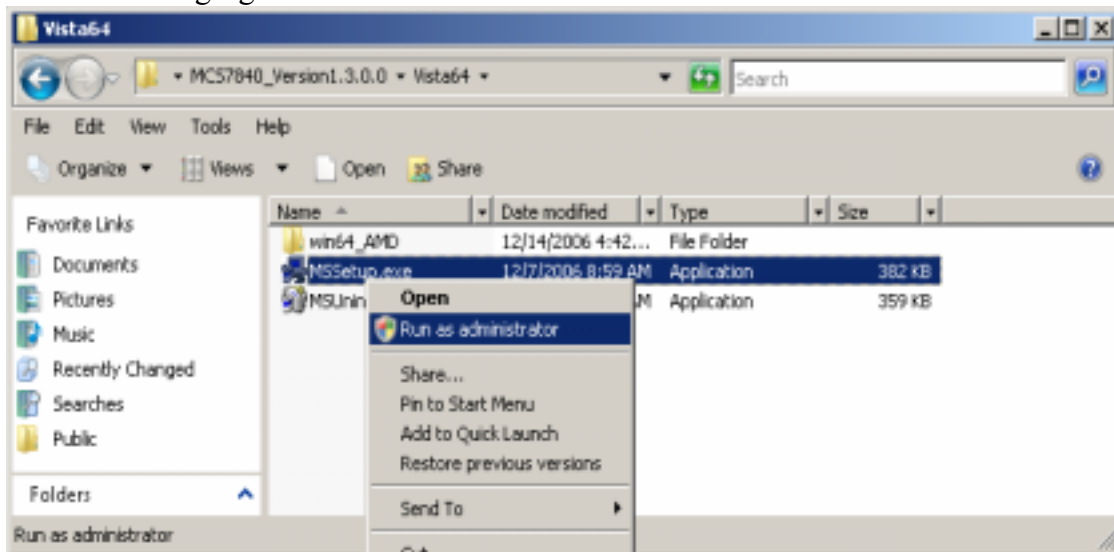 Vista64
MCS7840_Version1.3.0.0 Vista64 Search
File Edit View Tools Help
Organize Views Open Share
Favorite Links
Documents
Pictures
Music
Recently Changed
Searches
Public
Folders
Name Date modified Type Size
win64_AMD 12/14/2006 4:42... File Folder
MSSetup.exe 12/7/2006 8:59 AM Application 382 KB
MSUnin AM Application 359 KB
Open
Run as administrator
Share...
Pin to Start Menu
Add to Quick Launch
Restore previous versions
Send To
Run as administrator